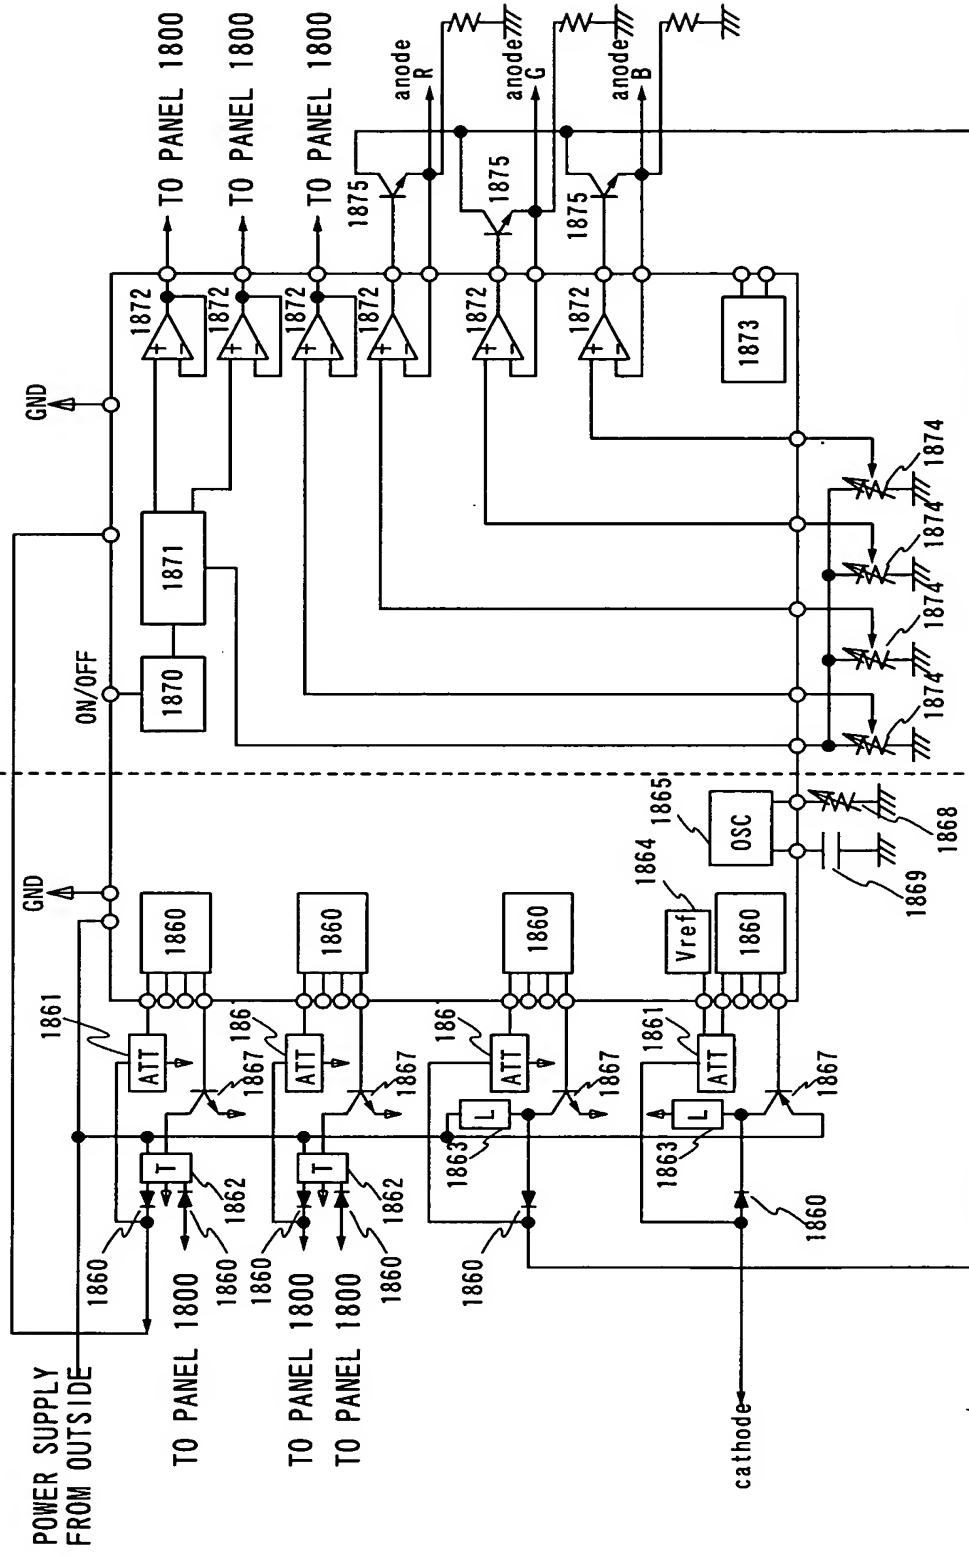 POWER SUPPLY
FROM OUTSIDE
GND
ON/OFF
GND
1861
ATT
1860
1867
T
1862
1860
1860
TO PANEL 1800
186
ATT
1860
1867
T
1862
1860
1860
TO PANEL 1800
TO PANEL 1800
186
ATT
1860
1867
L
1863
1860
1864
Vref
1861
ATT
1860
1867
L
1863
1860
cathode
1865
OSC
1868
1869
1870
1871
1872
TO PANEL 1800
1872
TO PANEL 1800
1872
TO PANEL 1800
1872
1875
anode
R
1872
1875
anode
G
1872
1875
anode
B
1873
+
-
+
-
+
-
+
-
+
-
+
-
1874
1874
1874
1874